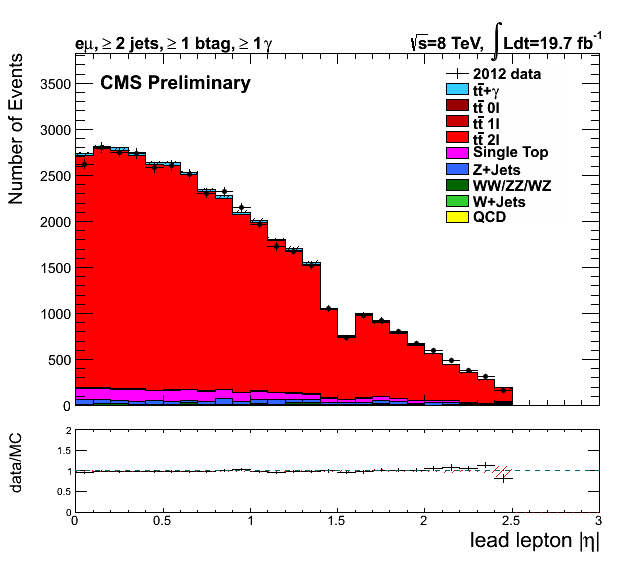 eμ, ≥ 2 jets, ≥ 1 btag, ≥ 1 γ
√s=8 TeV, ∫ Ldt=19.7 fb⁻¹
CMS Preliminary
2012 data
tt̄+γ
tt̄ 0l
tt̄ 1l
tt̄ 2l
Single Top
Z+Jets
WW/ZZ/WZ
W+Jets
QCD
Number of Events
3500
3000
2500
2000
1500
1000
500
0
data/MC
2
1.5
1
0.5
0
0
0.5
1
1.5
2
2.5
3
lead lepton |η|